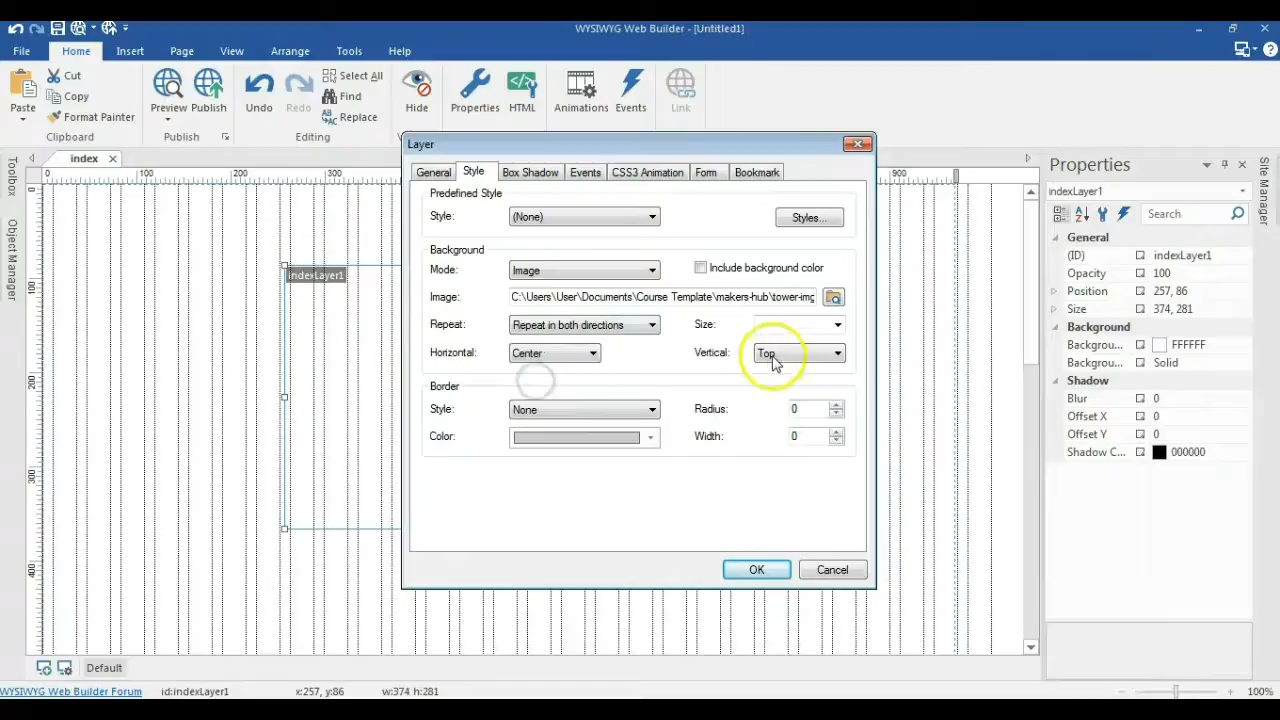 WYSIWYG Web Builder - [Untitled1]
File Home Insert Page View Arrange Tools Help
Cut
Copy
Format Painter
Paste
Clipboard
Preview Publish
Publish
Undo Redo
Select All
Find
Replace
Editing
Hide
Properties HTML
Animations Events
Link
Toolbox
Object Manager
index
0 100 200 300 900
0
100
200
300
400
indexLayer1
Layer
General Style Box Shadow Events CSS3 Animation Form Bookmark
Predefined Style
Style: (None) Styles...
Background
Mode: Image Include background color
Image: C:\Users\User\Documents\Course Template\makers-hub\tower-img
Repeat: Repeat in both directions Size:
Horizontal: Center Vertical: Top
Border
Style: None Radius: 0
Color: Width: 0
OK Cancel
Properties
indexLayer1
Search
General
(ID) indexLayer1
Opacity 100
Position 257, 86
Size 374, 281
Background
Backgrou... FFFFFF
Backgrou... Solid
Shadow
Blur 0
Offset X 0
Offset Y 0
Shadow C... 000000
Site Manager
Default
WYSIWYG Web Builder Forum id:indexLayer1 x:257, y:86 w:374 h:281 100%